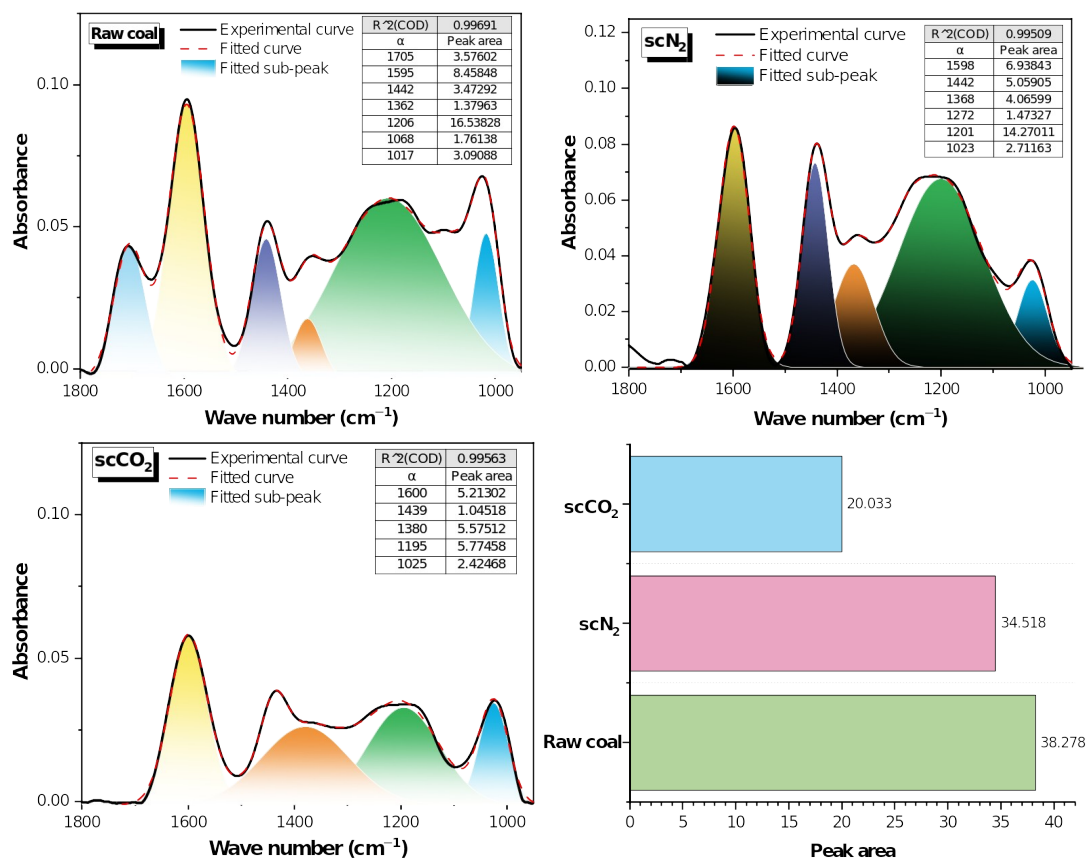 Raw coal
Experimental curve
Fitted curve
Fitted sub-peak
R^2(COD) 0.99691
α Peak area
1705 3.57602
1595 8.45848
1442 3.47292
1362 1.37963
1206 16.53828
1068 1.76138
1017 3.09088
0.10
0.05
0.00
Absorbance
1800 1600 1400 1200 1000
Wave number (cm⁻¹)
scN₂
Experimental curve
Fitted curve
Fitted sub-peak
R^2(COD) 0.99509
α Peak area
1598 6.93843
1442 5.05905
1368 4.06599
1272 1.47327
1201 14.27011
1023 2.71163
0.12
0.10
0.08
0.06
0.04
0.02
0.00
Absorbance
1800 1600 1400 1200 1000
Wave number (cm⁻¹)
scCO₂
Experimental curve
Fitted curve
Fitted sub-peak
R^2(COD) 0.99563
α Peak area
1600 5.21302
1439 1.04518
1380 5.57512
1195 5.77458
1025 2.42468
0.10
0.05
0.00
Absorbance
1800 1600 1400 1200 1000
Wave number (cm⁻¹)
scCO₂ 20.033
scN₂ 34.518
Raw coal 38.278
0 5 10 15 20 25 30 35 40
Peak area